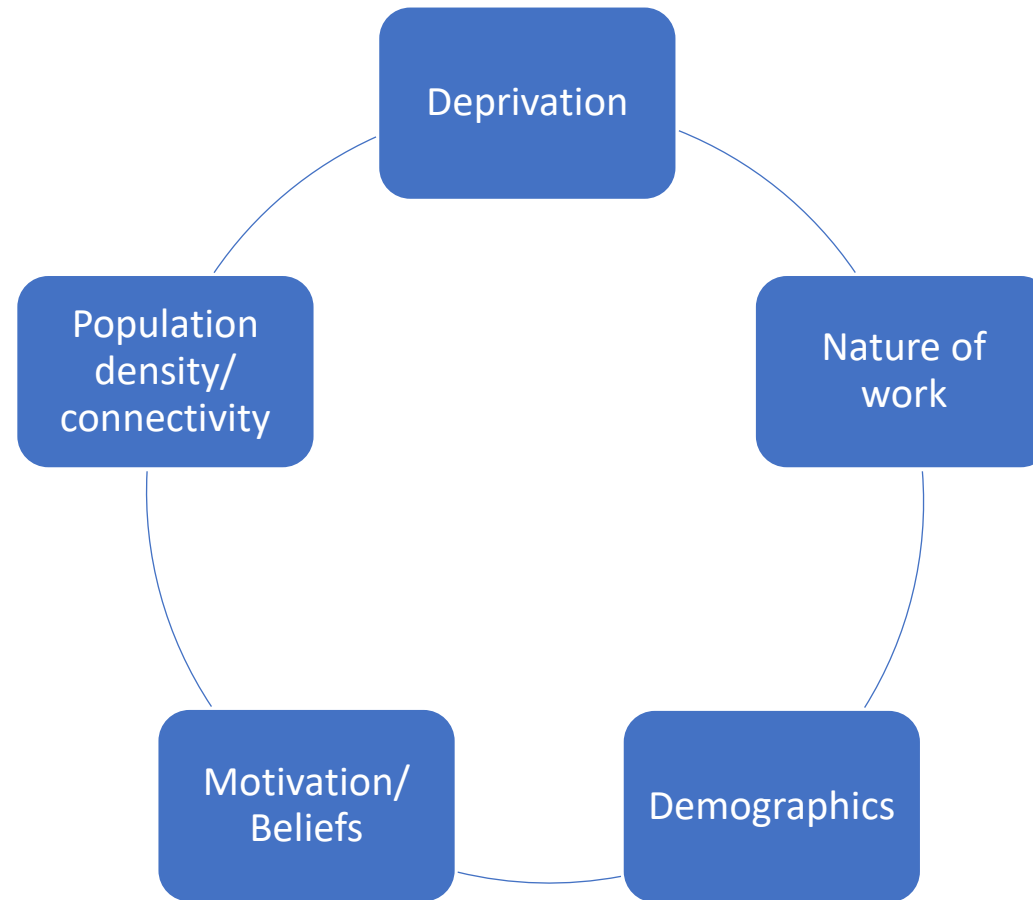 Deprivation
Nature of
work
Demographics
Motivation/
Beliefs
Population
density/
connectivity